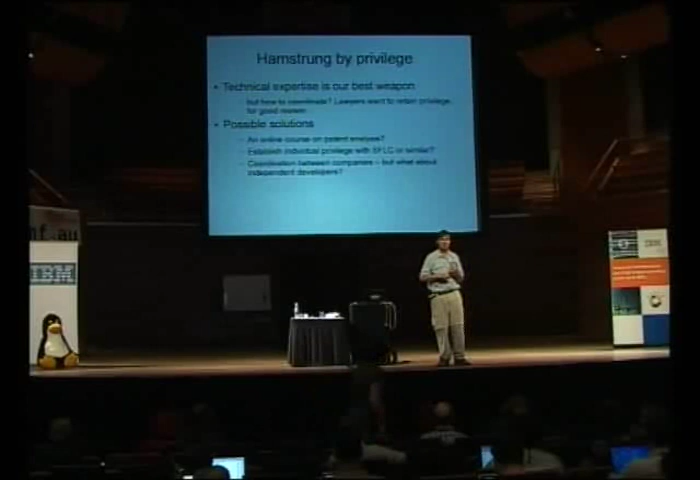 Hamstrung by privilege
• Technical expertise is our best weapon
– but how to coordinate? Lawyers want to retain privilege,
for good reason
• Possible solutions
– An online course on patent analysis?
– Establish individual privilege with SFLC or similar?
– Coordination between companies – but what about
independent developers?
nf.au
IBM
IBM